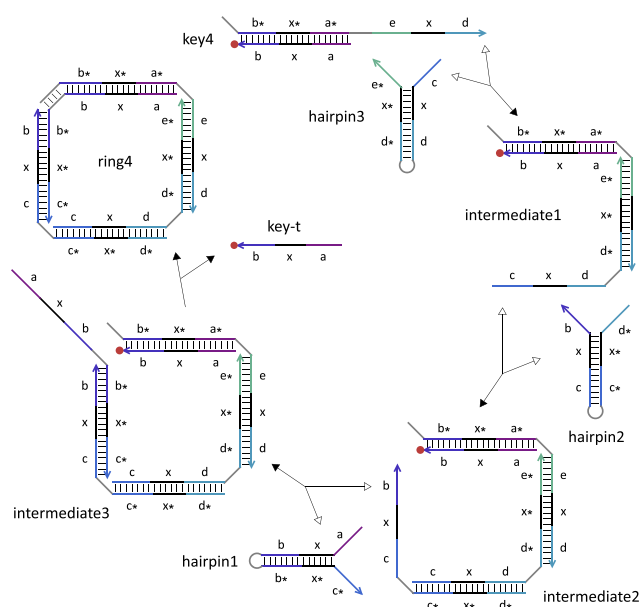 b* x* a* e x d
key4
b x a
b* x* a*
b x a
e* c
x* x
d* d
hairpin3
b b*
x x*
c c*
ring4
e* e
x* x
d* d
c x d
c* x* d*
key-t
b x a
b* x* a*
b x a
e*
x*
d*
intermediate1
c x d
b d*
x x*
c c*
hairpin2
a
x
b
b* x* a*
b x a
b b*
x x*
c c*
e* e
x* x
d* d
c x d
c* x* d*
intermediate3
b* x* a*
b x a
b
x
c
e* e
x* x
d* d
c x d
c* x* d*
intermediate2
hairpin1
b x a
b* x* c*